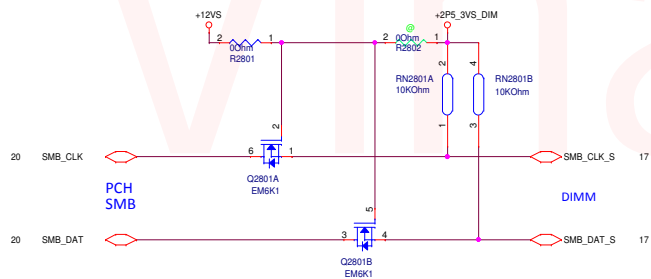 +12VS
+2P5_3VS_DIM
@
2 0Ohm 1
R2801
2 0Ohm 1
R2802
2
4
RN2801A
10KOhm
RN2801B
10KOhm
1
3
2
20 SMB_CLK 6 1 SMB_CLK_S 17
Q2801A
EM6K1
PCH
SMB
DIMM
5
20 SMB_DAT 3 4 SMB_DAT_S 17
Q2801B
EM6K1